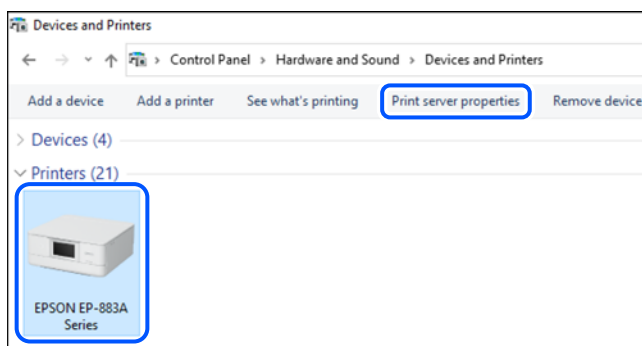 Devices and Printers
Control Panel > Hardware and Sound > Devices and Printers
Add a device Add a printer See what's printing Print server properties Remove device
Devices (4)
Printers (21)
EPSON EP-883A
Series